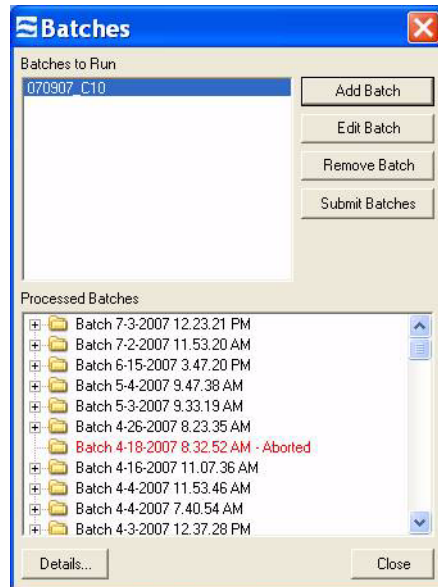 Batches
Batches to Run
070907_C10
Add Batch
Edit Batch
Remove Batch
Submit Batches
Processed Batches
Batch 7-3-2007 12.23.21 PM
Batch 7-2-2007 11.53.20 AM
Batch 6-15-2007 3.47.20 PM
Batch 5-4-2007 9.47.38 AM
Batch 5-3-2007 9.33.19 AM
Batch 4-26-2007 8.23.35 AM
Batch 4-18-2007 8.32.52 AM - Aborted
Batch 4-16-2007 11.07.36 AM
Batch 4-4-2007 11.53.46 AM
Batch 4-4-2007 7.40.54 AM
Batch 4-3-2007 12.37.28 PM
Details...
Close